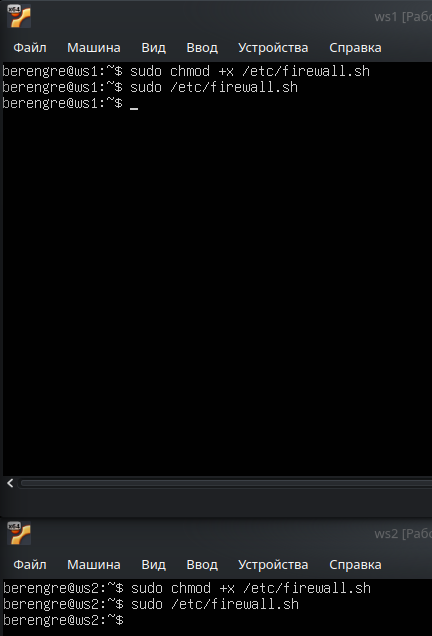 ws1 [Рабо
Файл Машина Вид Ввод Устройства Справка
berengre@ws1:~$ sudo chmod +x /etc/firewall.sh
berengre@ws1:~$ sudo /etc/firewall.sh
berengre@ws1:~$ _
ws2 [Рабо
Файл Машина Вид Ввод Устройства Справка
berengre@ws2:~$ sudo chmod +x /etc/firewall.sh
berengre@ws2:~$ sudo /etc/firewall.sh
berengre@ws2:~$